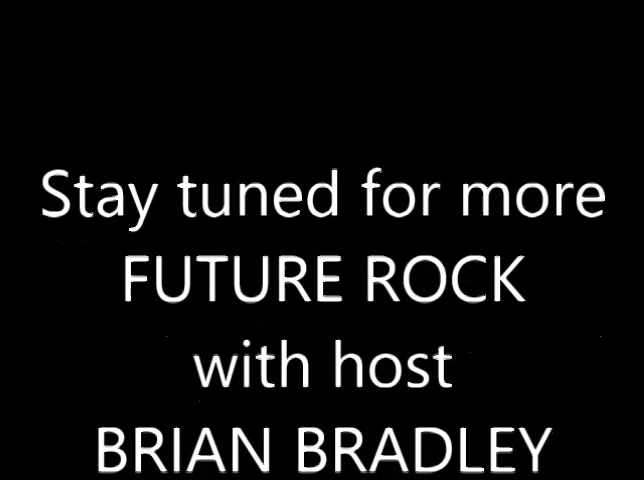 Stay tuned for more
FUTURE ROCK
with host
BRIAN BRADLEY